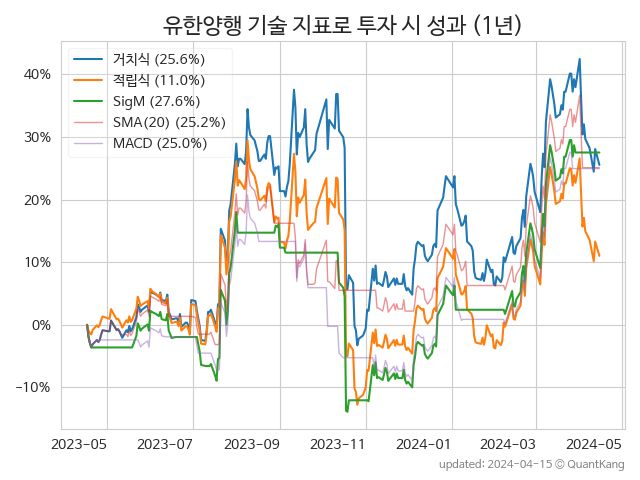 유한양행 기술 지표로 투자 시 성과 (1년)
거치식 (25.6%)
적립식 (11.0%)
SigM (27.6%)
SMA(20) (25.2%)
MACD (25.0%)
40%
30%
20%
10%
0%
−10%
2023-05 2023-07 2023-09 2023-11 2024-01 2024-03 2024-05
updated: 2024-04-15 © QuantKang